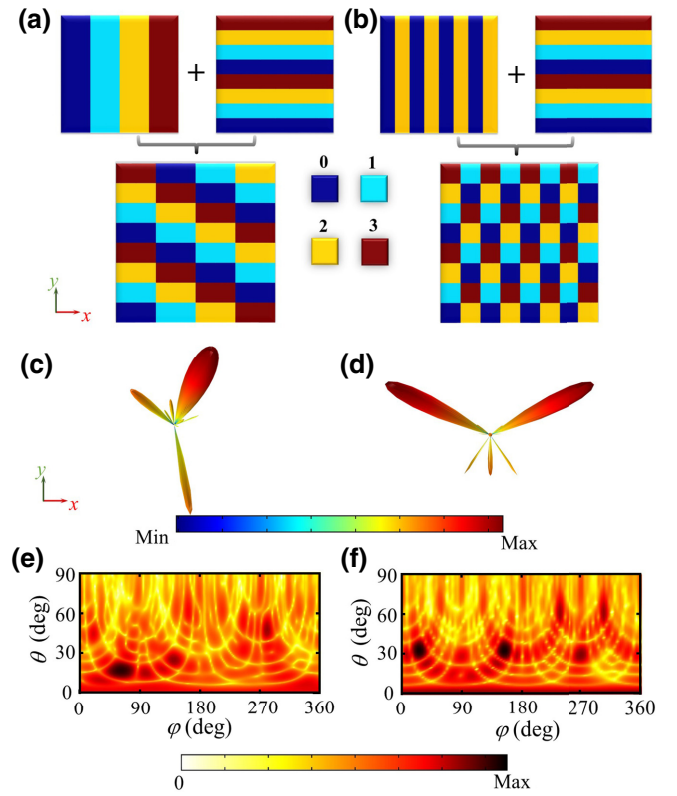 (a)
+
(b)
+
0 1
2 3
y
x
(c)
(d)
y
x
Min
Max
(e)
(f)
90
60
30
0
θ (deg)
0 90 180 270 360
φ (deg)
90
60
30
0
θ (deg)
0 90 180 270 360
φ (deg)
0
Max